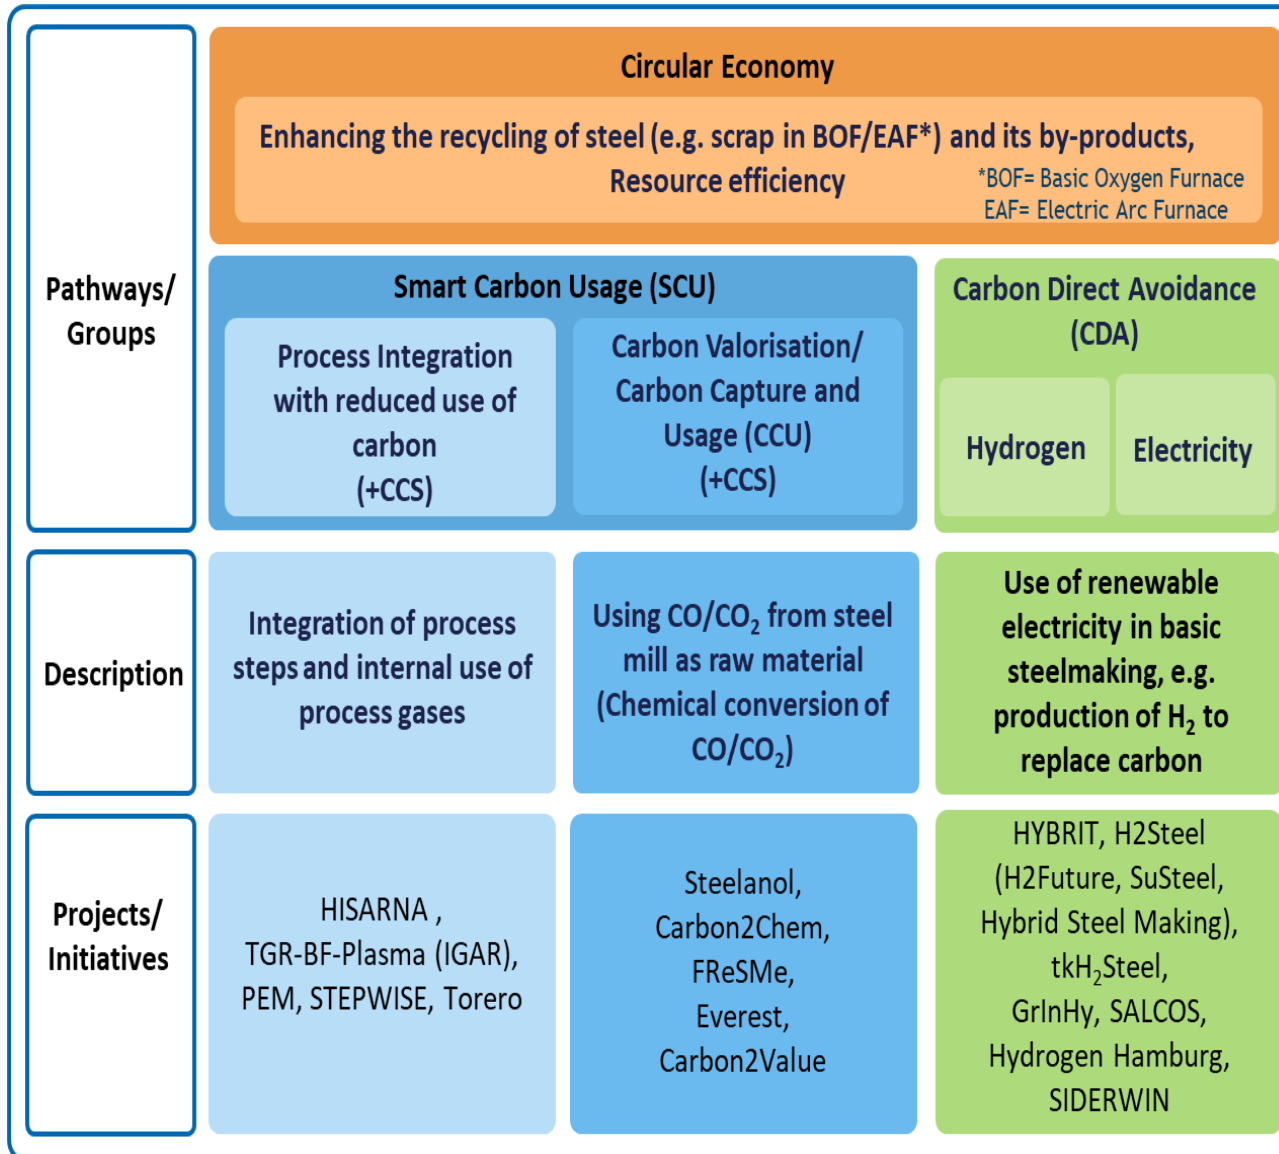 Circular Economy
Enhancing the recycling of steel (e.g. scrap in BOF/EAF*) and its by-products,
Resource efficiency
*BOF= Basic Oxygen Furnace
EAF= Electric Arc Furnace
Pathways/
Groups
Smart Carbon Usage (SCU)
Process Integration
with reduced use of
carbon
(+CCS)
Carbon Valorisation/
Carbon Capture and
Usage (CCU)
(+CCS)
Carbon Direct Avoidance
(CDA)
Hydrogen
Electricity
Description
Integration of process
steps and internal use of
process gases
Using CO/CO₂ from steel
mill as raw material
(Chemical conversion of
CO/CO₂)
Use of renewable
electricity in basic
steelmaking, e.g.
production of H₂ to
replace carbon
Projects/
Initiatives
HISARNA ,
TGR-BF-Plasma (IGAR),
PEM, STEPWISE, Torero
Steelanol,
Carbon2Chem,
FReSMe,
Everest,
Carbon2Value
HYBRIT, H2Steel
(H2Future, SuSteel,
Hybrid Steel Making),
tkH₂Steel,
GrInHy, SALCOS,
Hydrogen Hamburg,
SIDERWIN